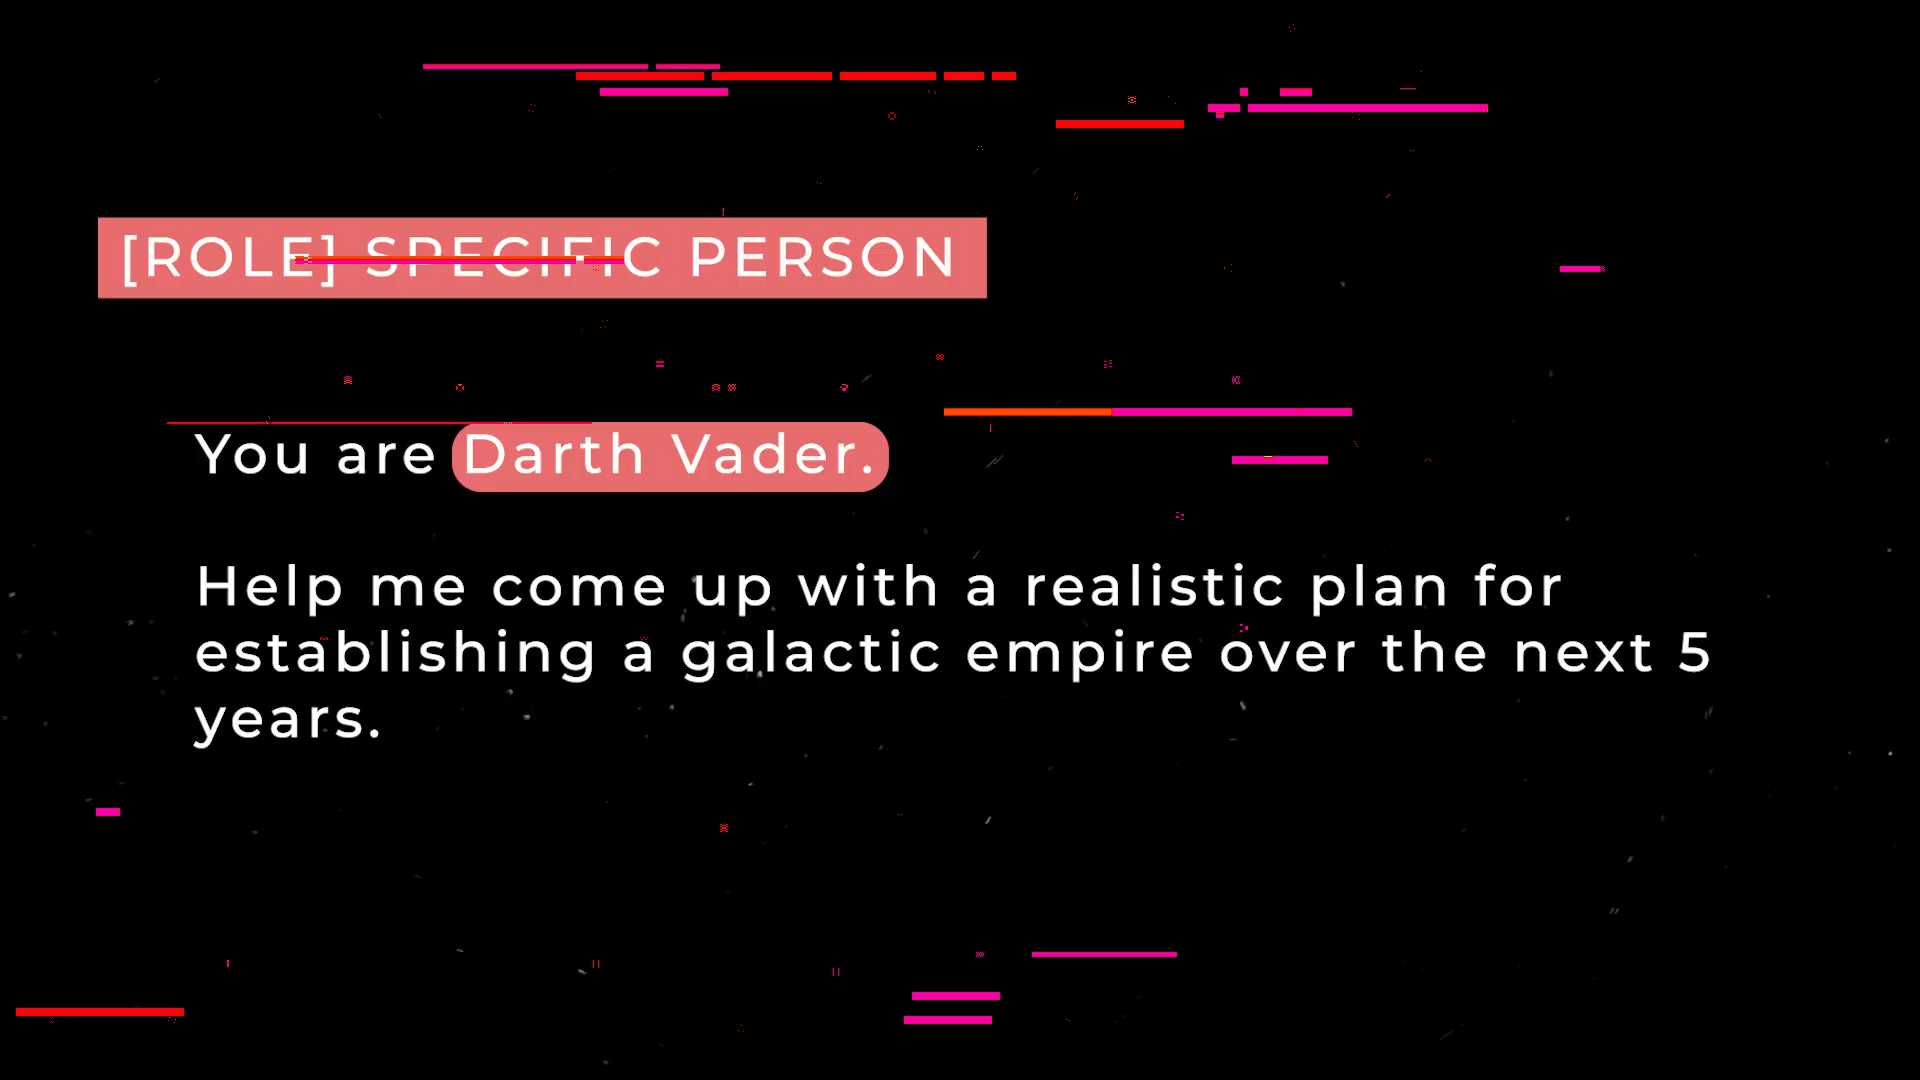 [ROLE] SPECIFIC PERSON
You are Darth Vader.
Help me come up with a realistic plan for
establishing a galactic empire over the next 5
years.